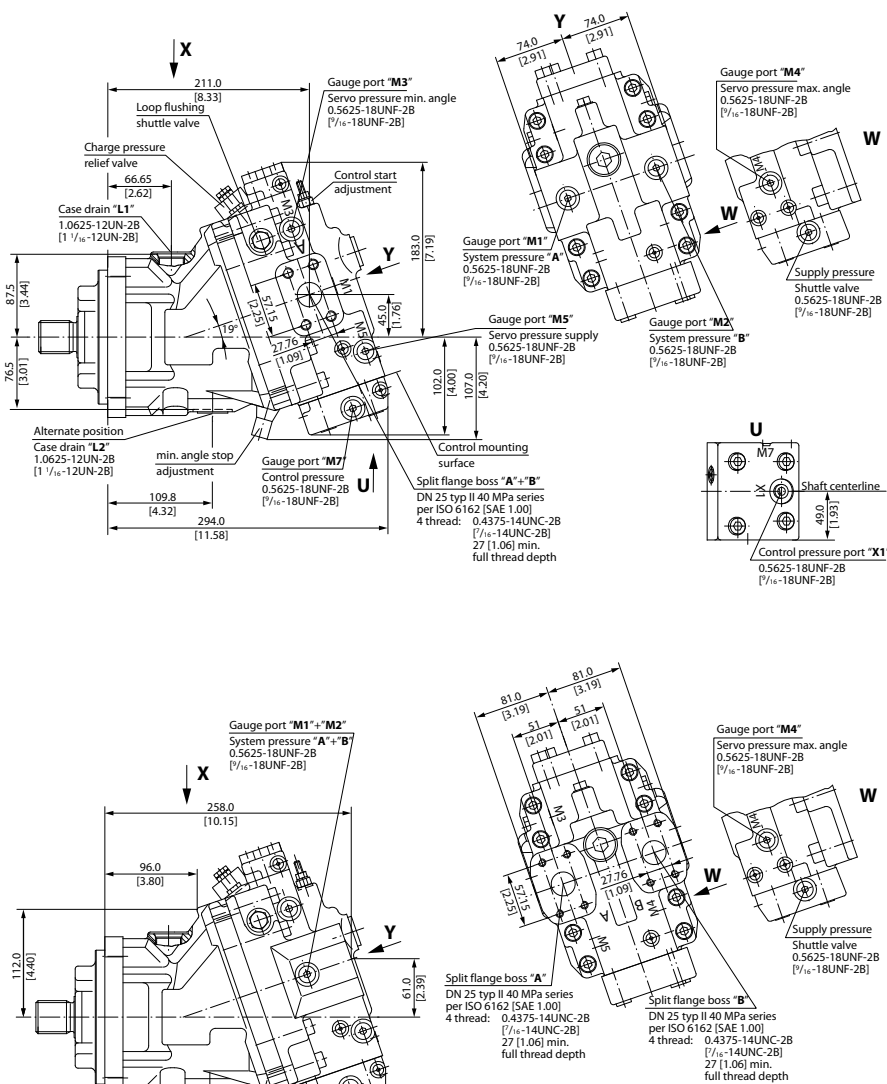 X
211.0
[8.33]
Loop flushing
shuttle valve
Charge pressure
relief valve
66.65
[2.62]
Case drain "L1"
1.0625-12UN-2B
[1 1/16-12UN-2B]
Gauge port "M3"
Servo pressure min. angle
0.5625-18UNF-2B
[9/16-18UNF-2B]
Control start
adjustment
M3
A
M1
M5
183.0
[7.19]
Y
87.5
[3.44]
76.5
[3.01]
19°
57.15
[2.25]
27.76
[1.09]
45.0
[1.76]
102.0
[4.00]
107.0
[4.20]
Gauge port "M5"
Servo pressure supply
0.5625-18UNF-2B
[9/16-18UNF-2B]
Alternate position
Case drain "L2"
1.0625-12UN-2B
[1 1/16-12UN-2B]
min. angle stop
adjustment
Gauge port "M7"
Control pressure
0.5625-18UNF-2B
[9/16-18UNF-2B]
U
Control mounting
surface
Split flange boss "A"+"B"
DN 25 typ II 40 MPa series
per ISO 6162 [SAE 1.00]
4 thread: 0.4375-14UNC-2B
[7/16-14UNC-2B]
27 [1.06] min.
full thread depth
109.8
[4.32]
294.0
[11.58]
Y
74.0
[2.91]
74.0
[2.91]
Gauge port "M1"
System pressure "A"
0.5625-18UNF-2B
[9/16-18UNF-2B]
W
Gauge port "M2"
System pressure "B"
0.5625-18UNF-2B
[9/16-18UNF-2B]
Gauge port "M4"
Servo pressure max. angle
0.5625-18UNF-2B
[9/16-18UNF-2B]
W
M4
Supply pressure
Shuttle valve
0.5625-18UNF-2B
[9/16-18UNF-2B]
U
M7
X1
Shaft centerline
49.0
[1.93]
Control pressure port "X1"
0.5625-18UNF-2B
[9/16-18UNF-2B]
Gauge port "M1"+"M2"
System pressure "A"+"B"
0.5625-18UNF-2B
[9/16-18UNF-2B]
X
258.0
[10.15]
96.0
[3.80]
112.0
[4.40]
Y
61.0
[2.39]
81.0
[3.19]
81.0
[3.19]
51
[2.01]
51
[2.01]
M3
57.15
[2.25]
27.76
[1.09]
A
B
M4
M5
W
Split flange boss "A"
DN 25 typ II 40 MPa series
per ISO 6162 [SAE 1.00]
4 thread: 0.4375-14UNC-2B
[7/16-14UNC-2B]
27 [1.06] min.
full thread depth
Split flange boss "B"
DN 25 typ II 40 MPa series
per ISO 6162 [SAE 1.00]
4 thread: 0.4375-14UNC-2B
[7/16-14UNC-2B]
27 [1.06] min.
full thread depth
Gauge port "M4"
Servo pressure max. angle
0.5625-18UNF-2B
[9/16-18UNF-2B]
W
M4
Supply pressure
Shuttle valve
0.5625-18UNF-2B
[9/16-18UNF-2B]